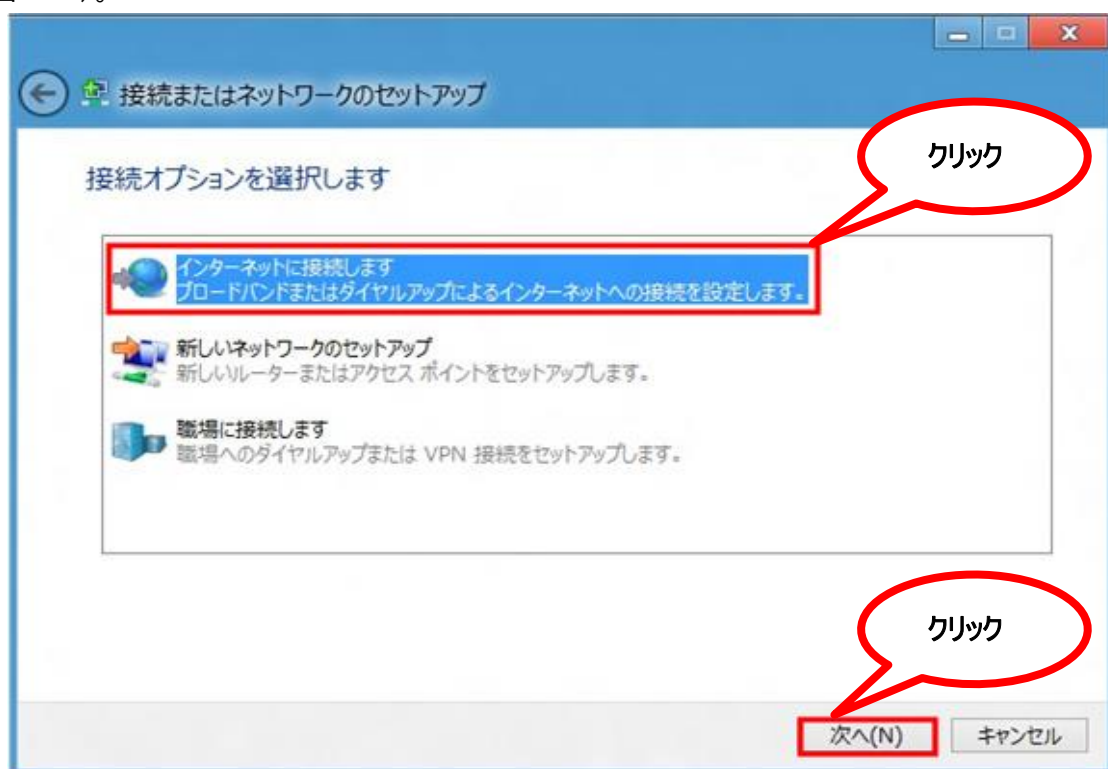 接続またはネットワークのセットアップ
クリック
接続オプションを選択します
インターネットに接続します
ブロードバンドまたはダイヤルアップによるインターネットへの接続を設定します。
新しいネットワークのセットアップ
新しいルーターまたはアクセス ポイントをセットアップします。
職場に接続します
職場へのダイヤルアップまたは VPN 接続をセットアップします。
クリック
次へ(N)
キャンセル